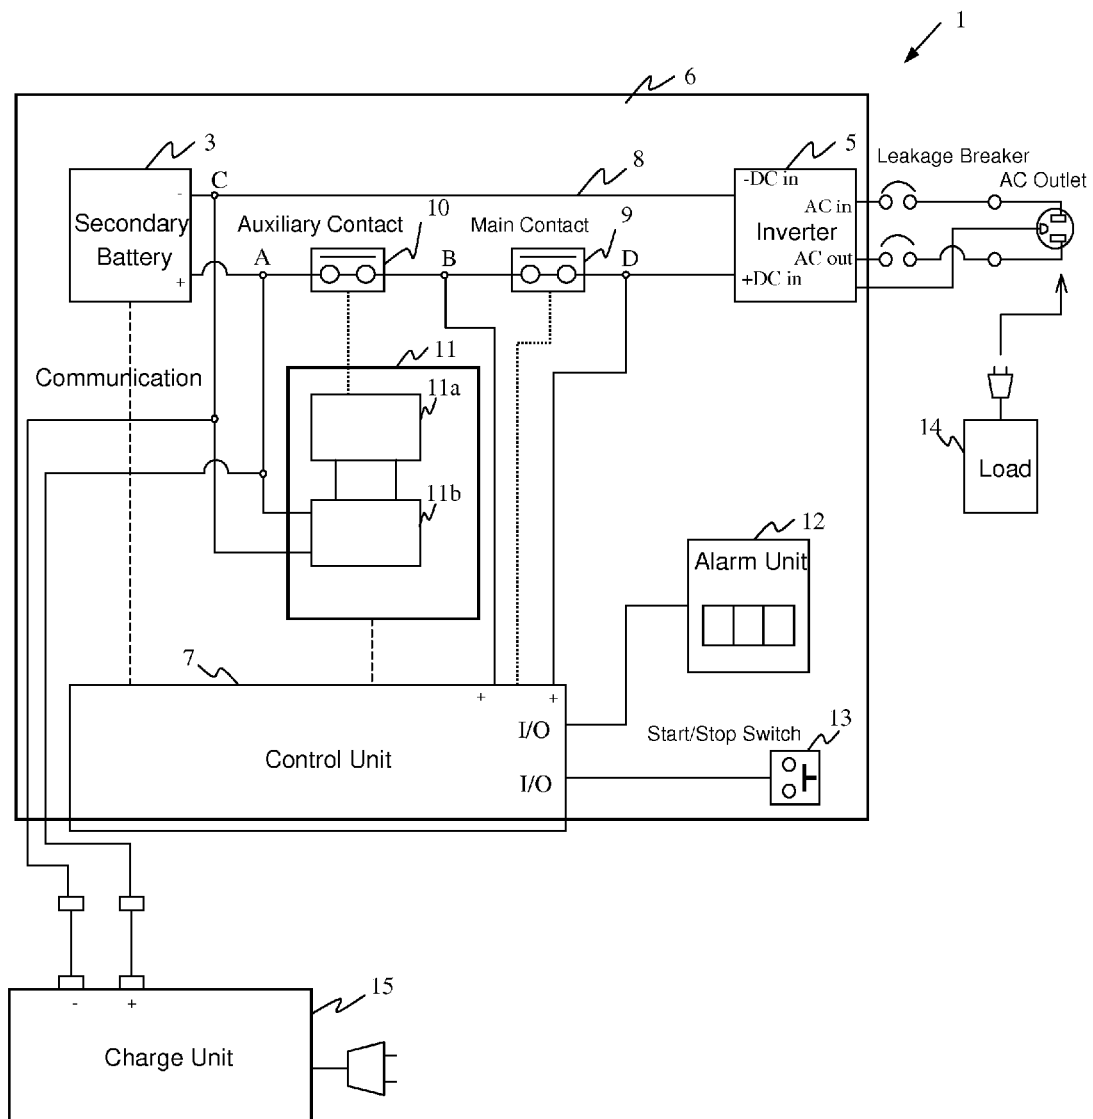 1
6
3
8
5
Leakage Breaker
AC Outlet
-
C
-DC in
AC in
Secondary
Battery
Auxiliary Contact
10
Main Contact
9
Inverter
A
B
D
AC out
+
+DC in
Communication
11
11a
11b
14
Load
12
Alarm Unit
7
+
+
I/O
Start/Stop Switch
13
Control Unit
I/O
15
-
+
Charge Unit